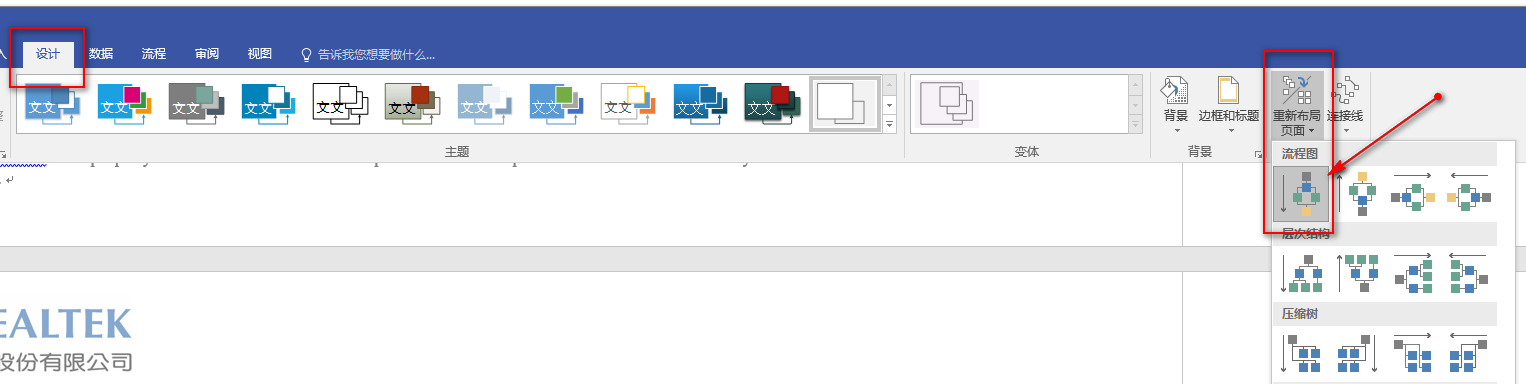 入 设计 数据 流程 审阅 视图 告诉我您想要做什么...
文文 文文 文文 文文 文文 文文 文文 文文 文文 文文 文文
背景 边框和标题 重新布局 连接线
页面
主题 变体 背景
流程图
层次结构
压缩树
EALTEK
股份有限公司